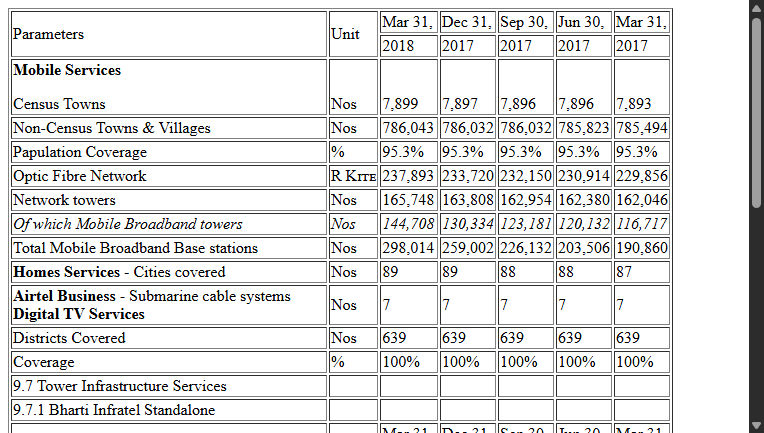 Parameters Unit Mar 31, Dec 31, Sep 30, Jun 30, Mar 31,
2018 2017 2017 2017 2017
Mobile Services
Census Towns Nos 7,899 7,897 7,896 7,896 7,893
Non-Census Towns & Villages Nos 786,043 786,032 786,032 785,823 785,494
Papulation Coverage % 95.3% 95.3% 95.3% 95.3% 95.3%
Optic Fibre Network R Kite 237,893 233,720 232,150 230,914 229,856
Network towers Nos 165,748 163,808 162,954 162,380 162,046
Of which Mobile Broadband towers Nos 144,708 130,334 123,181 120,132 116,717
Total Mobile Broadband Base stations Nos 298,014 259,002 226,132 203,506 190,860
Homes Services - Cities covered Nos 89 89 88 88 87
Airtel Business - Submarine cable systems
Digital TV Services Nos 7 7 7 7 7
Districts Covered Nos 639 639 639 639 639
Coverage % 100% 100% 100% 100% 100%
9.7 Tower Infrastructure Services
9.7.1 Bharti Infratel Standalone
Mar 31, Dec 31, Sep 30, Jun 30, Mar 31,